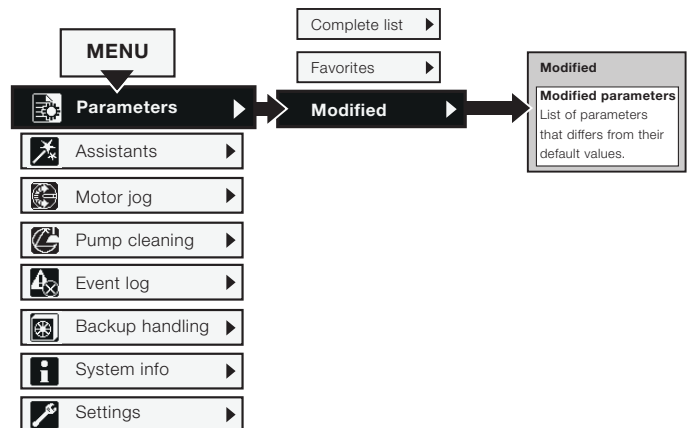 Complete list
MENU
Favorites
Modified
Parameters
Modified
Modified parameters
List of parameters
that differs from their
default values.
Assistants
Motor jog
Pump cleaning
Event log
Backup handling
System info
Settings